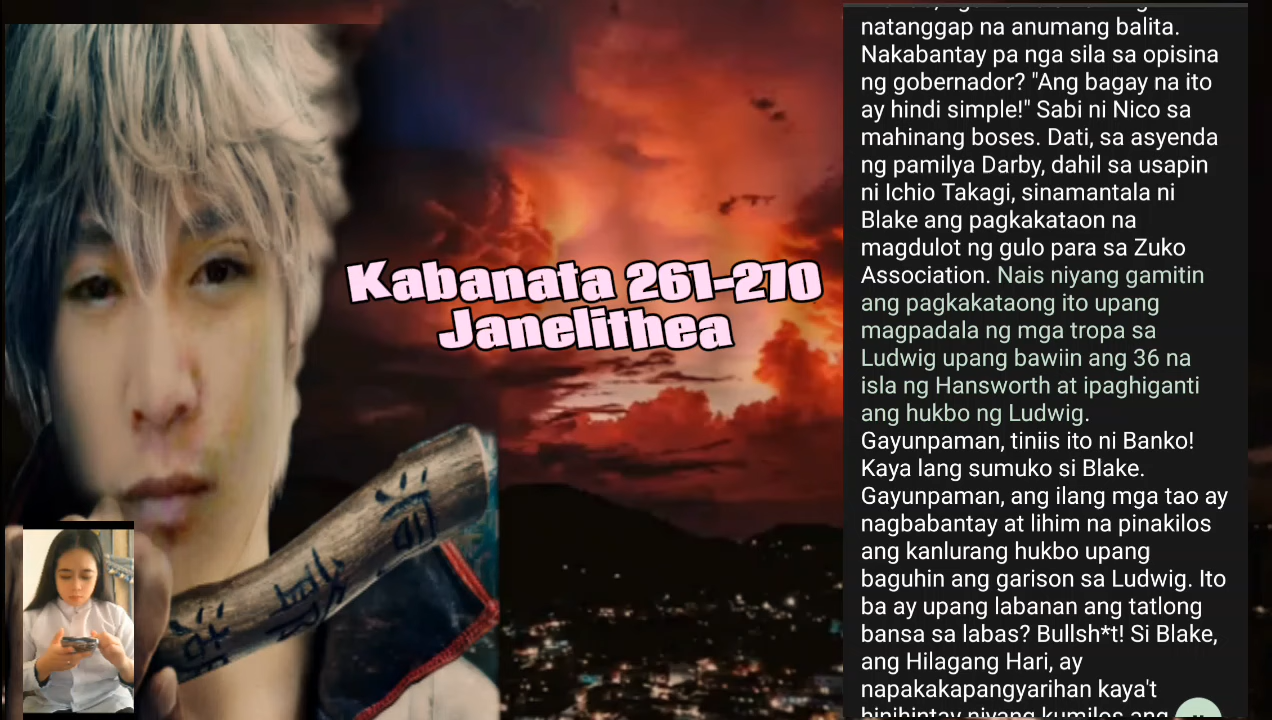 Kabanata 261-270
Janelithea
natanggap na anumang balita.
Nakabantay pa nga sila sa opisina
ng gobernador? "Ang bagay na ito
ay hindi simple!" Sabi ni Nico sa
mahinang boses. Dati, sa asyenda
ng pamilya Darby, dahil sa usapin
ni Ichio Takagi, sinamantala ni
Blake ang pagkakataon na
magdulot ng gulo para sa Zuko
Association. Nais niyang gamitin
ang pagkakataong ito upang
magpadala ng mga tropa sa
Ludwig upang bawiin ang 36 na
isla ng Hansworth at ipaghiganti
ang hukbo ng Ludwig.
Gayunpaman, tiniis ito ni Banko!
Kaya lang sumuko si Blake.
Gayunpaman, ang ilang mga tao ay
nagbabantay at lihim na pinakilos
ang kanlurang hukbo upang
baguhin ang garison sa Ludwig. Ito
ba ay upang labanan ang tatlong
bansa sa labas? Bullsh*t! Si Blake,
ang Hilagang Hari, ay
napakakapangyarihan kaya't
hinihintay niyang kumilos ang